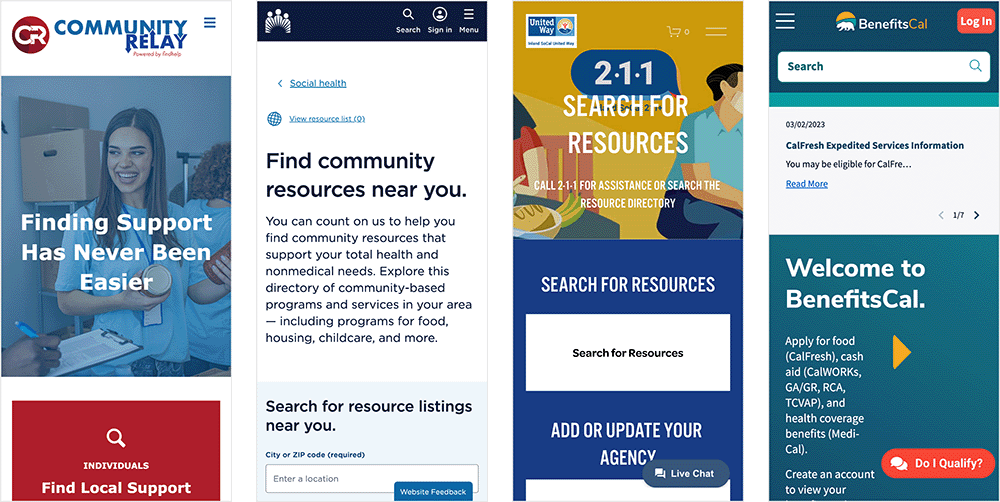 CR
COMMUNITY
RELAY
Powered by findhelp
Finding Support
Has Never Been
Easier
INDIVIDUALS
Find Local Support
Search
Sign in
Menu
Social health
View resource list (0)
Find community
resources near you.
You can count on us to help you
find community resources that
support your total health and
nonmedical needs. Explore this
directory of community-based
programs and services in your area
— including programs for food,
housing, childcare, and more.
Search for resource listings
near you.
City or ZIP code (required)
Enter a location
Website Feedback
United
Way
Inland SoCal United Way
0
2·1·1
SEARCH FOR
RESOURCES
CALL 2-1-1 FOR ASSISTANCE OR SEARCH THE
RESOURCE DIRECTORY
SEARCH FOR RESOURCES
Search for Resources
ADD OR UPDATE YOUR
AGENCY
Live Chat
BenefitsCal
Log In
Search
03/02/2023
CalFresh Expedited Services Information
You may be eligible for CalFre...
Read More
1/7
Welcome to
BenefitsCal.
Apply for food
(CalFresh), cash
aid (CalWORKs,
GA/GR, RCA,
TCVAP), and
health coverage
benefits (Medi-
Cal).
Create an account
to view your
Do I Qualify?